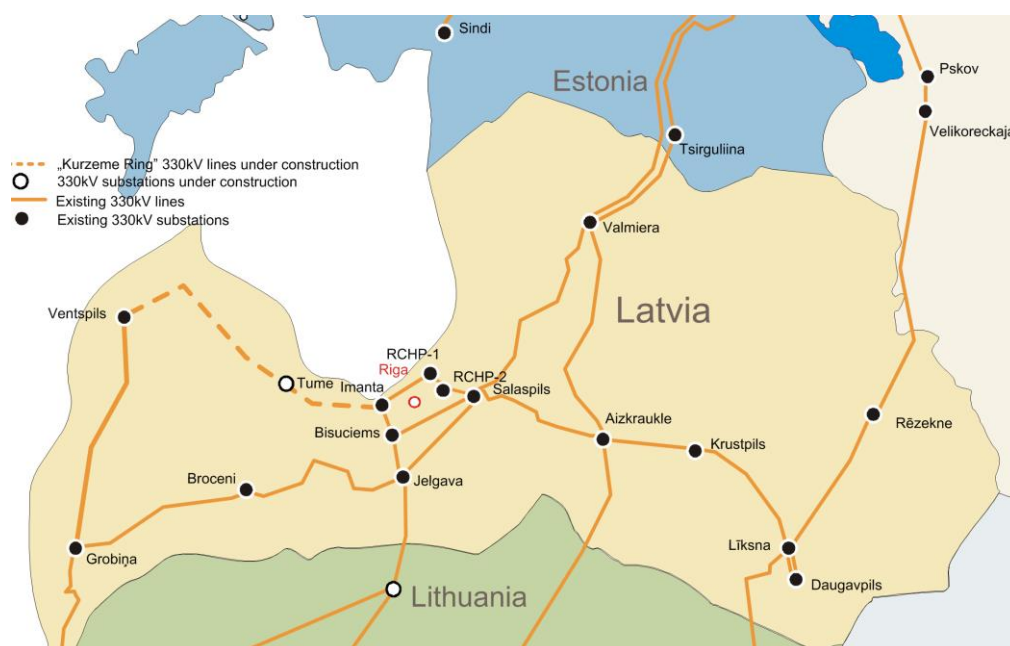 Sindi
Pskov
Estonia
Velikoreckaja
Tsirguliina
„Kurzeme Ring” 330kV lines under construction
330kV substations under construction
Existing 330kV lines
Existing 330kV substations
Valmiera
Ventspils
Latvia
RCHP-1
Riga
RCHP-2
Tume
Imanta
Salaspils
Aizkraukle
Rēzekne
Bisuciems
Krustpils
Broceni
Jelgava
Līksna
Grobiņa
Daugavpils
Lithuania